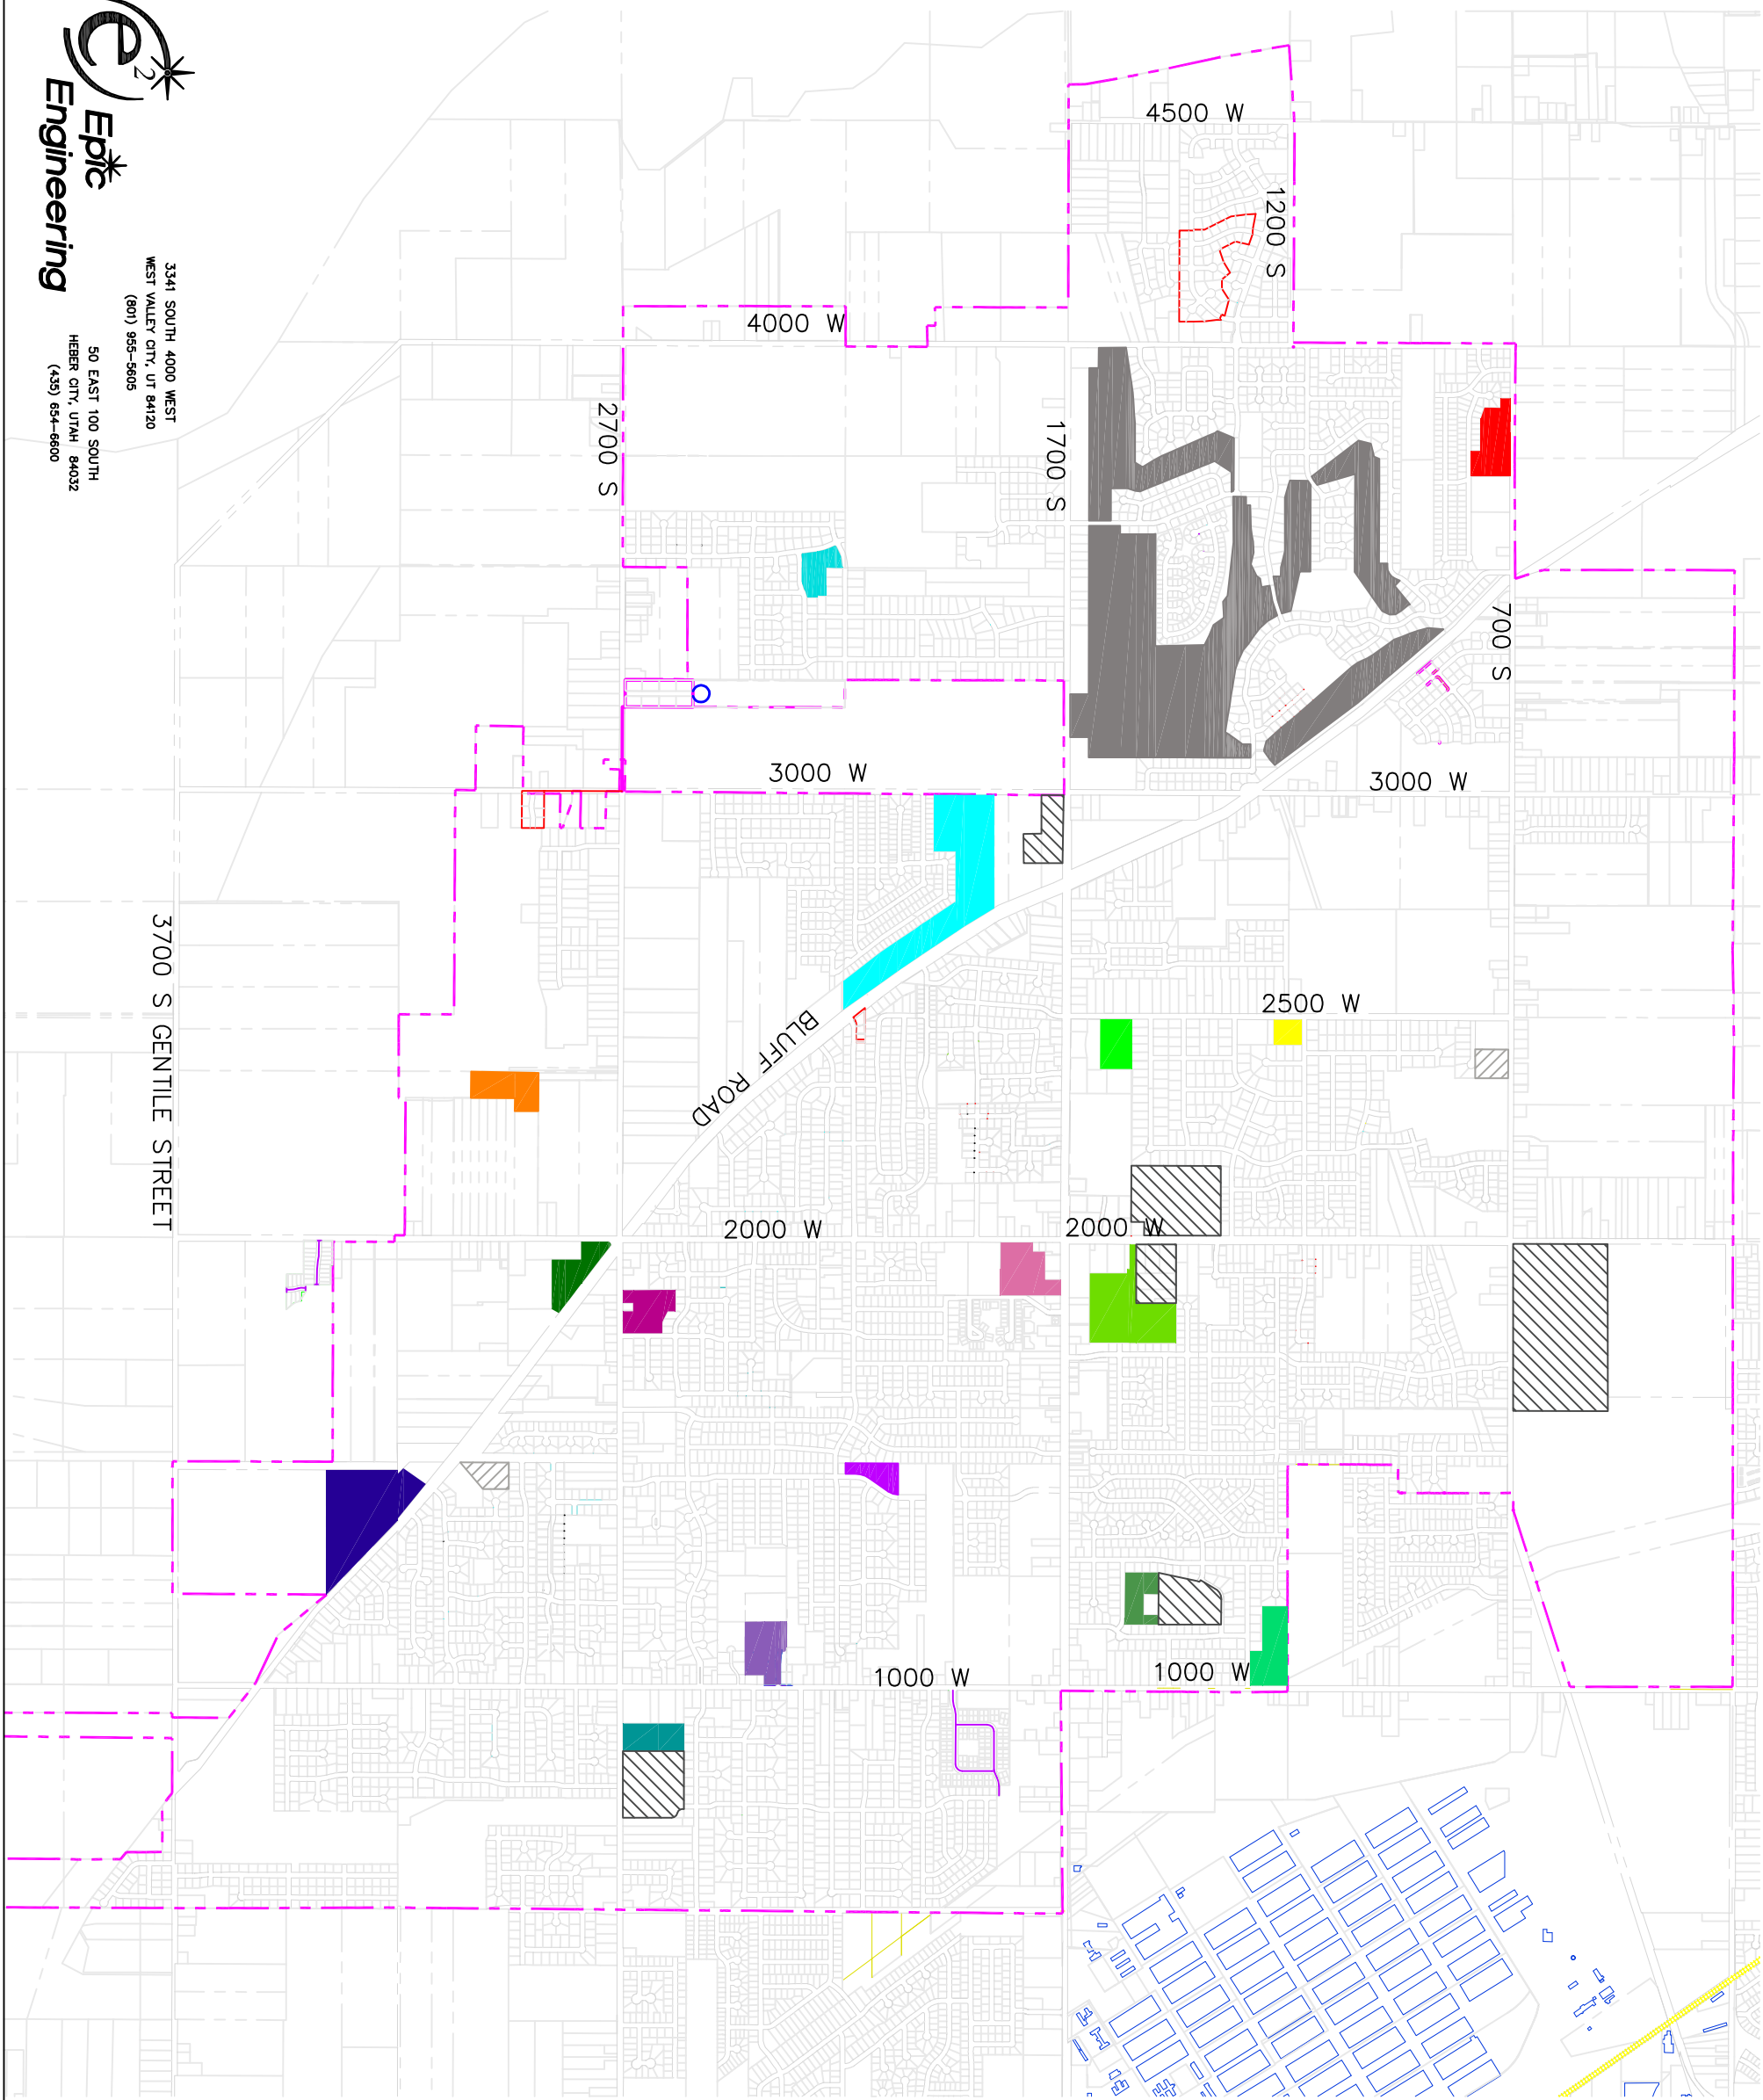 4500 W
1200 S
4000 W
2700 S
1700 S
700 S
3000 W
3000 W
2500 W
BLUFF ROAD
3700 S GENTILE STREET
2000 W
2000 W
1000 W
1000 W
e2
Epic
Engineering
3341 SOUTH 4000 WEST
WEST VALLEY CITY, UT 84120
(801) 955-5605
50 EAST 100 SOUTH
HEBER CITY, UTAH 84032
(435) 654-6600